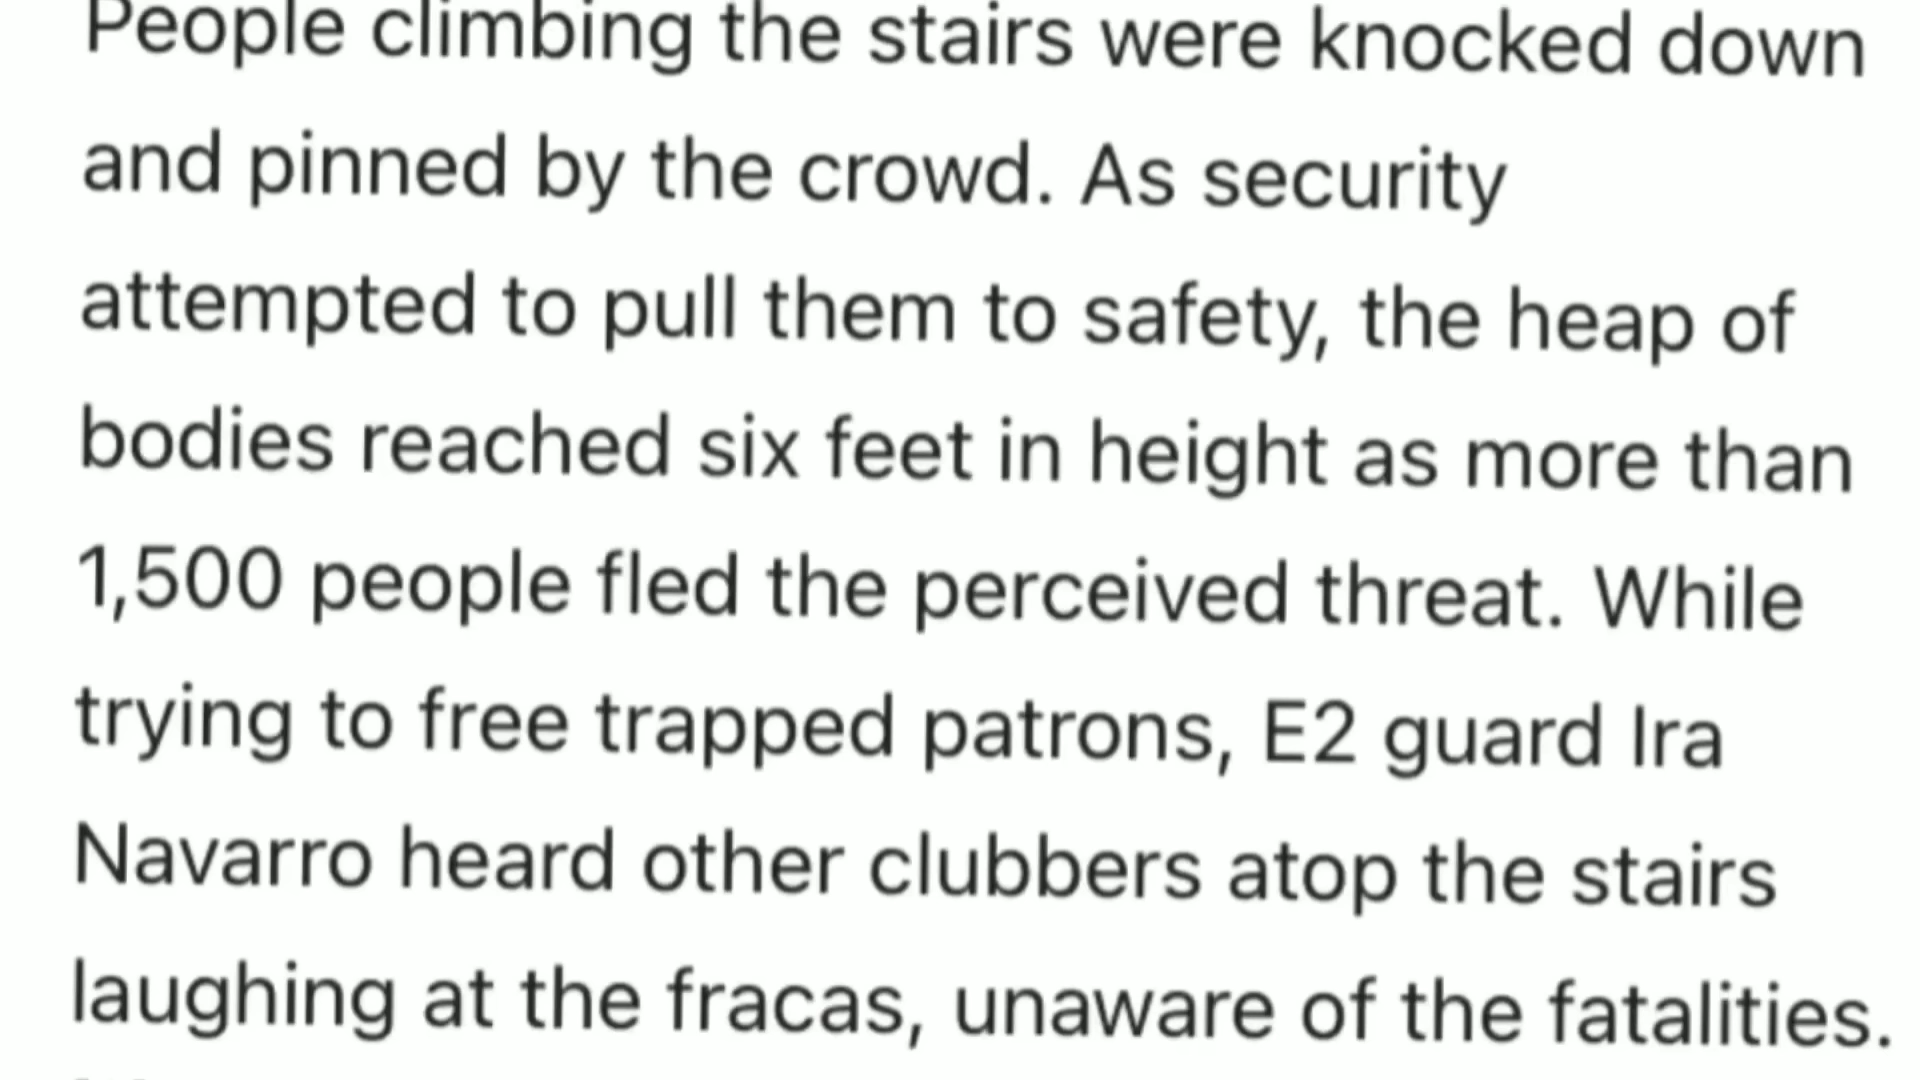 People climbing the stairs were knocked down
and pinned by the crowd. As security
attempted to pull them to safety, the heap of
bodies reached six feet in height as more than
1,500 people fled the perceived threat. While
trying to free trapped patrons, E2 guard Ira
Navarro heard other clubbers atop the stairs
laughing at the fracas, unaware of the fatalities.